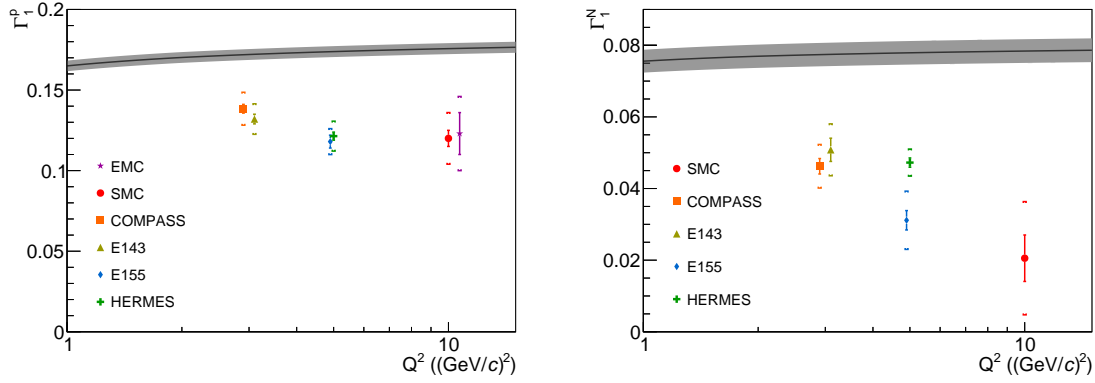 Γ₁ᵖ
0.2
0.15
0.1
0.05
0
EMC
SMC
COMPASS
E143
E155
HERMES
1
10
Q² ((GeV/c)²)
Γ₁ᴺ
0.08
0.06
0.04
0.02
0
SMC
COMPASS
E143
E155
HERMES
1
10
Q² ((GeV/c)²)